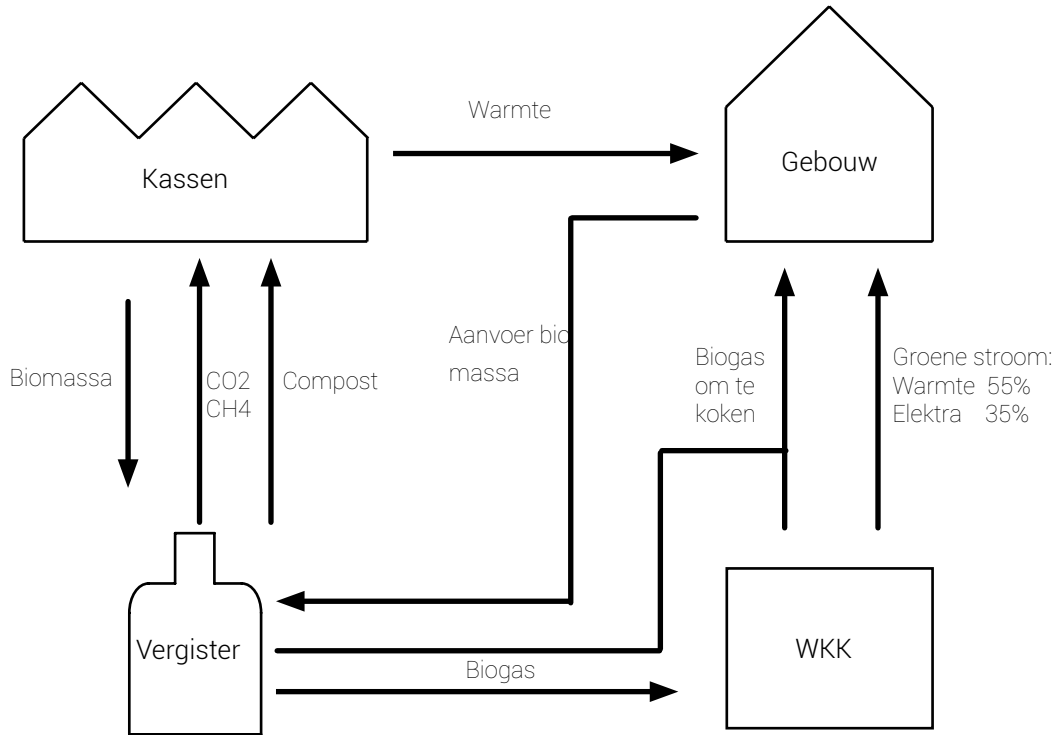 Warmte
Kassen
Gebouw
Aanvoer bio
massa
Biomassa
CO2
CH4
Compost
Biogas
om te
koken
Groene stroom:
Warmte 55%
Elektra 35%
Vergister
Biogas
WKK